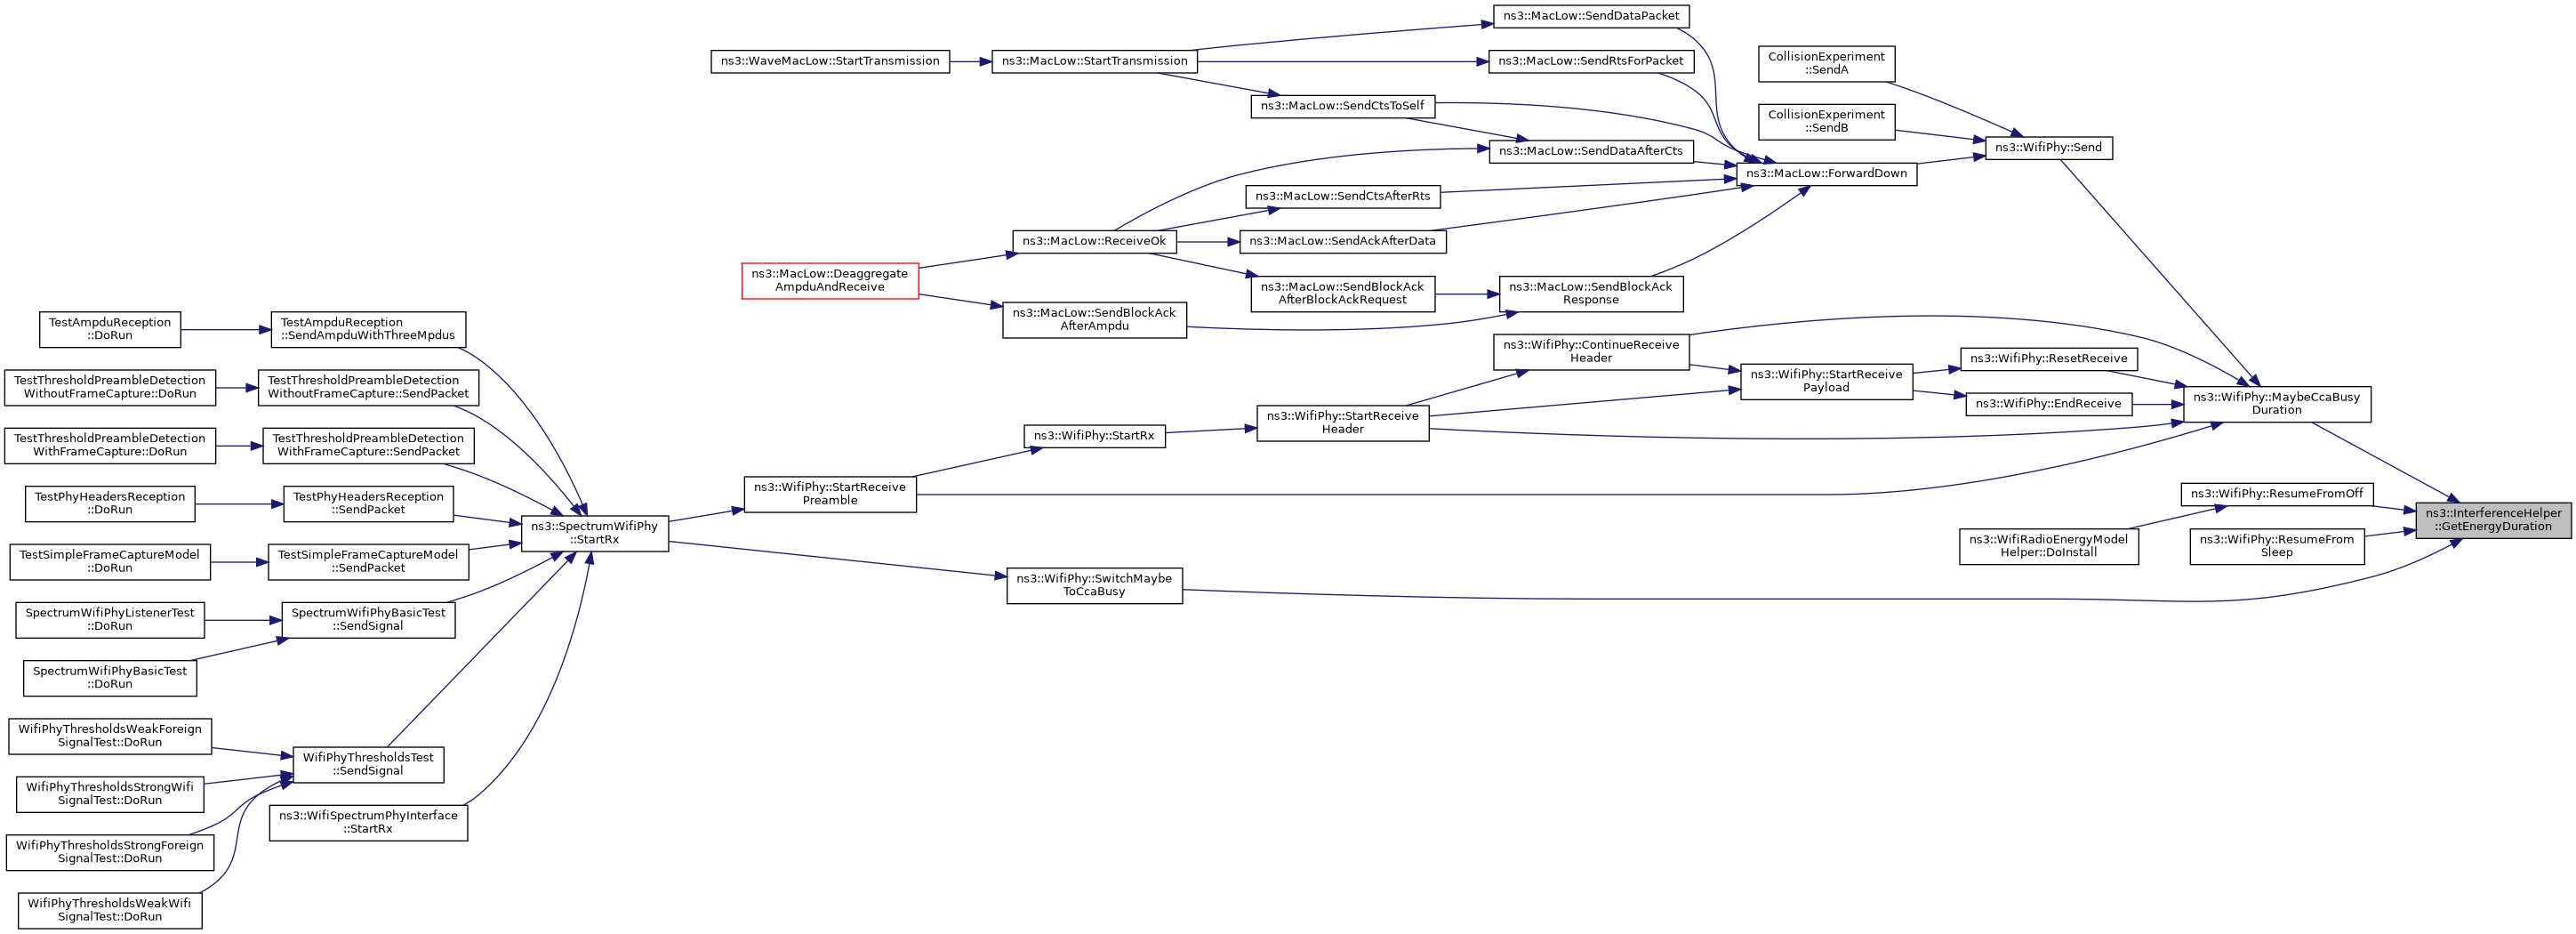 ns3::MacLow::SendDataPacket
ns3::WaveMacLow::StartTransmission
ns3::MacLow::StartTransmission
ns3::MacLow::SendRtsForPacket
CollisionExperiment
::SendA
ns3::MacLow::SendCtsToSelf
CollisionExperiment
::SendB
ns3::MacLow::SendDataAfterCts
ns3::WifiPhy::Send
ns3::MacLow::ForwardDown
ns3::MacLow::SendCtsAfterRts
ns3::MacLow::ReceiveOk
ns3::MacLow::SendAckAfterData
ns3::MacLow::Deaggregate
AmpduAndReceive
ns3::MacLow::SendBlockAck
AfterBlockAckRequest
ns3::MacLow::SendBlockAck
Response
ns3::MacLow::SendBlockAck
AfterAmpdu
TestAmpduReception
::DoRun
TestAmpduReception
::SendAmpduWithThreeMpdus
ns3::WifiPhy::ContinueReceive
Header
ns3::WifiPhy::ResetReceive
ns3::WifiPhy::StartReceive
Payload
TestThresholdPreambleDetection
WithoutFrameCapture::DoRun
TestThresholdPreambleDetection
WithoutFrameCapture::SendPacket
ns3::WifiPhy::EndReceive
ns3::WifiPhy::MaybeCcaBusy
Duration
ns3::WifiPhy::StartReceive
Header
ns3::WifiPhy::StartRx
TestThresholdPreambleDetection
WithFrameCapture::DoRun
TestThresholdPreambleDetection
WithFrameCapture::SendPacket
ns3::WifiPhy::StartReceive
Preamble
ns3::WifiPhy::ResumeFromOff
TestPhyHeadersReception
::DoRun
TestPhyHeadersReception
::SendPacket
ns3::SpectrumWifiPhy
::StartRx
ns3::InterferenceHelper
::GetEnergyDuration
ns3::WifiRadioEnergyModel
Helper::DoInstall
ns3::WifiPhy::ResumeFrom
Sleep
TestSimpleFrameCaptureModel
::DoRun
TestSimpleFrameCaptureModel
::SendPacket
ns3::WifiPhy::SwitchMaybe
ToCcaBusy
SpectrumWifiPhyListenerTest
::DoRun
SpectrumWifiPhyBasicTest
::SendSignal
SpectrumWifiPhyBasicTest
::DoRun
WifiPhyThresholdsWeakForeign
SignalTest::DoRun
WifiPhyThresholdsTest
::SendSignal
WifiPhyThresholdsStrongWifi
SignalTest::DoRun
ns3::WifiSpectrumPhyInterface
::StartRx
WifiPhyThresholdsStrongForeign
SignalTest::DoRun
WifiPhyThresholdsWeakWifi
SignalTest::DoRun